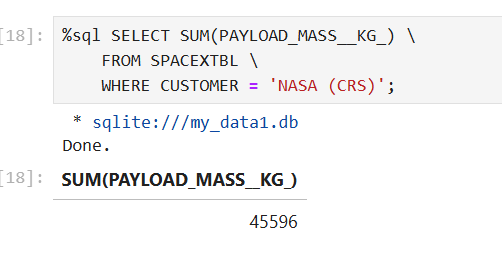 [18]: %sql SELECT SUM(PAYLOAD_MASS__KG_) \
FROM SPACEXTBL \
WHERE CUSTOMER = 'NASA (CRS)';
* sqlite:///my_data1.db
Done.
[18]: SUM(PAYLOAD_MASS__KG_)
45596